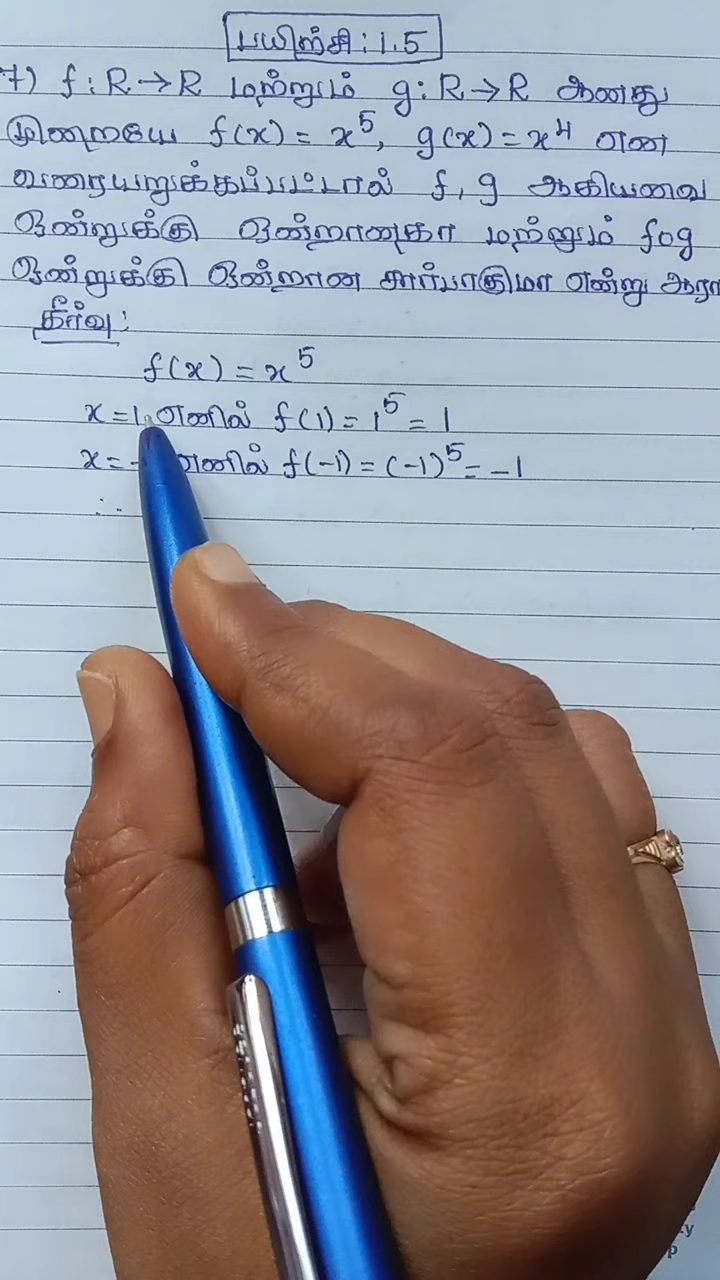 பயிற்சி : 1.5
7) f : R → R மற்றும் g : R → R ஆனது
முறையே f(x) = x⁵, g(x) = x⁴ என
வரையறுக்கப்பட்டால் f, g ஆகியவை
ஒன்றுக்கு ஒன்றானதா மற்றும் fog
ஒன்றுக்கு ஒன்றான சார்பாகுமா என்று
தீர்வு :
f(x) = x⁵
x = 1 எனில் f(1) = 1⁵ = 1
x = எனில் f(-1) = (-1)⁵ = -1
∴